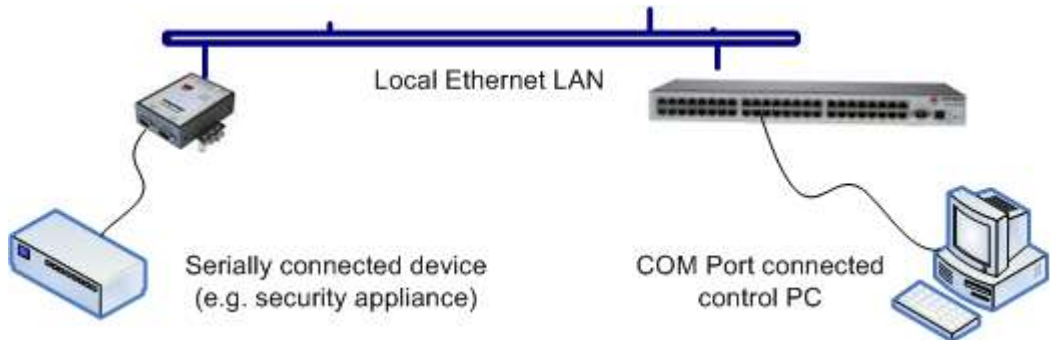 Local Ethernet LAN
Serially connected device
(e.g. security appliance)
COM Port connected
control PC